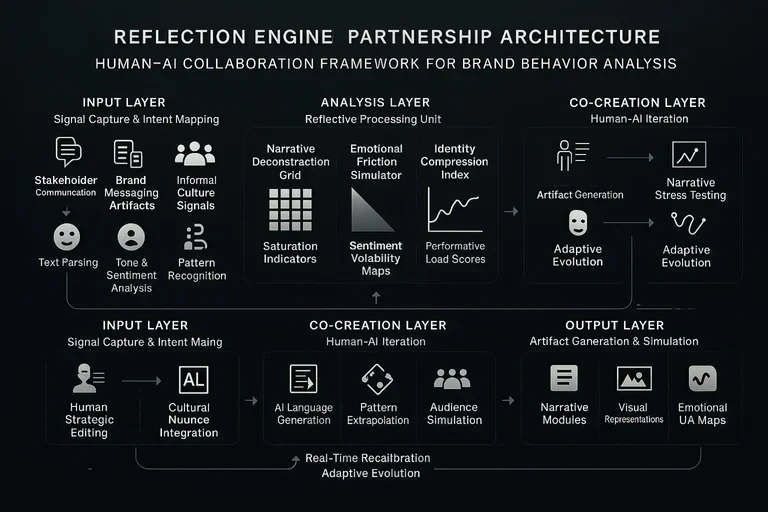 REFLECTION ENGINE PARTNERSHIP ARCHITECTURE
HUMAN–AI COLLABORATION FRAMEWORK FOR BRAND BEHAVIOR ANALYSIS
INPUT LAYER
Signal Capture & Intent Mapping
Stakeholder
Communcation
Brand
Messaging
Artifacts
Informal
Culture
Signals
Text Parsing
Tone &
Sentiment
Analysis
Pattern
Recognition
ANALYSIS LAYER
Reflective Processing Unit
Narrative
Deconstraction
Grid
Emotional
Friction
Simulator
Identity
Compression
Index
Saturation
Indicators
Sentiment
Volability
Maps
Performative
Load Scores
CO-CREATION LAYER
Human-AI Iteration
Artifact Generation
Narrative
Stress Testing
Adaptive
Evolution
Adaptive
Evolution
INPUT LAYER
Signal Capture & Intent Maing
Human
Strategic
Editing
AL
Cultural
Nuunce
Integration
CO-CREATION LAYER
Human-AI Iteration
AI Language
Generation
Pattern
Extrapolation
Audience
Simulation
OUTPUT LAYER
Artifact Ganeration & Simulation
Narrative
Modules
Visual
Representations
Emotional
UA Maps
Real-Time Recailbration
Adaptive Evolution